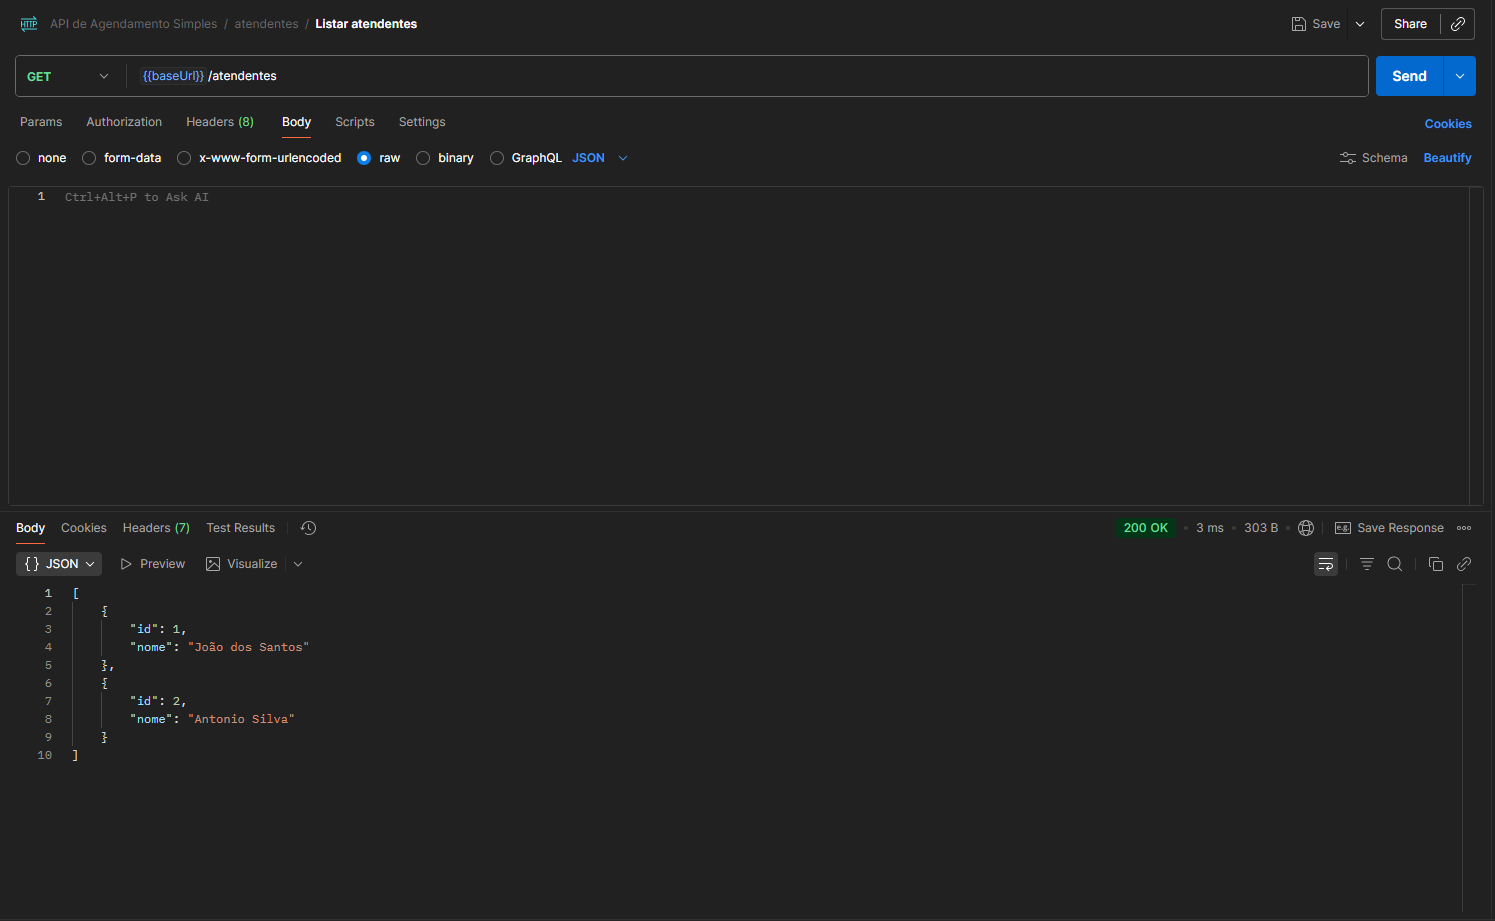 HTTP API de Agendamento Simples / atendentes / Listar atendentes Save Share
GET {{baseUrl}} /atendentes Send
Params Authorization Headers (8) Body Scripts Settings Cookies
none form-data x-www-form-urlencoded raw binary GraphQL JSON Schema Beautify
1 Ctrl+Alt+P to Ask AI
Body Cookies Headers (7) Test Results 200 OK • 3 ms • 303 B • e.g. Save Response
{} JSON Preview Visualize
1 [
2 {
3 "id": 1,
4 "nome": "João dos Santos"
5 },
6 {
7 "id": 2,
8 "nome": "Antonio Silva"
9 }
10 ]